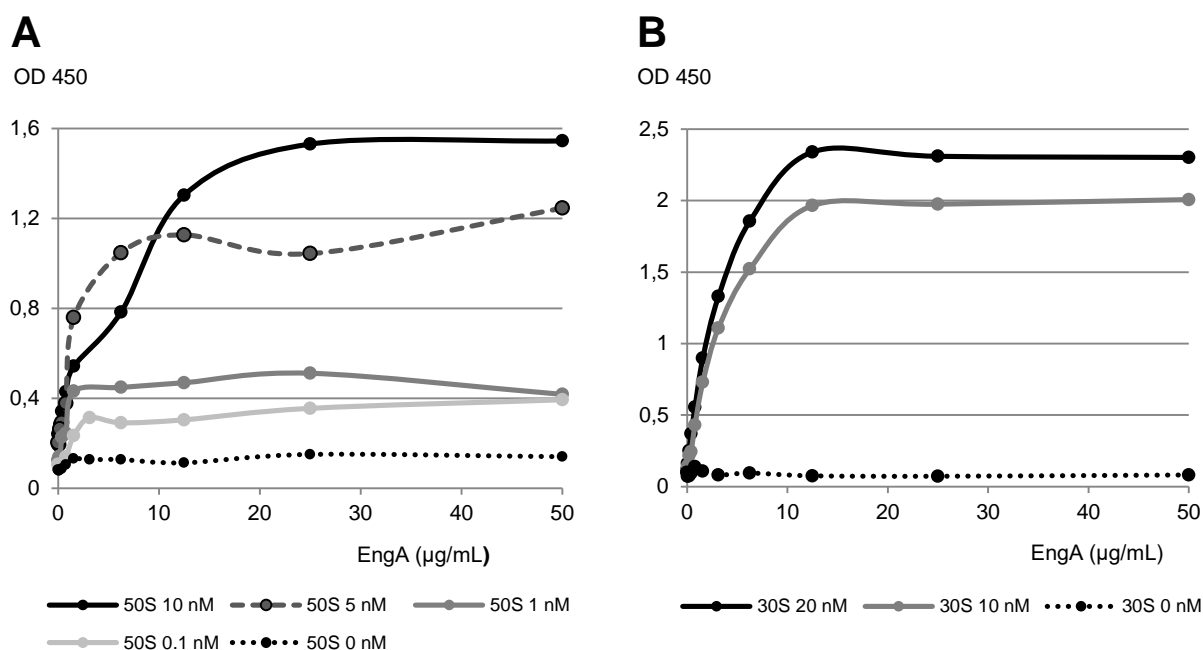 A
OD 450
1,6
1,2
0,8
0,4
0
0 10 20 30 40 50
EngA (µg/mL)
50S 10 nM 50S 5 nM 50S 1 nM
50S 0.1 nM 50S 0 nM
B
OD 450
2,5
2
1,5
1
0,5
0
0 10 20 30 40 50
EngA (µg/mL)
30S 20 nM 30S 10 nM 30S 0 nM